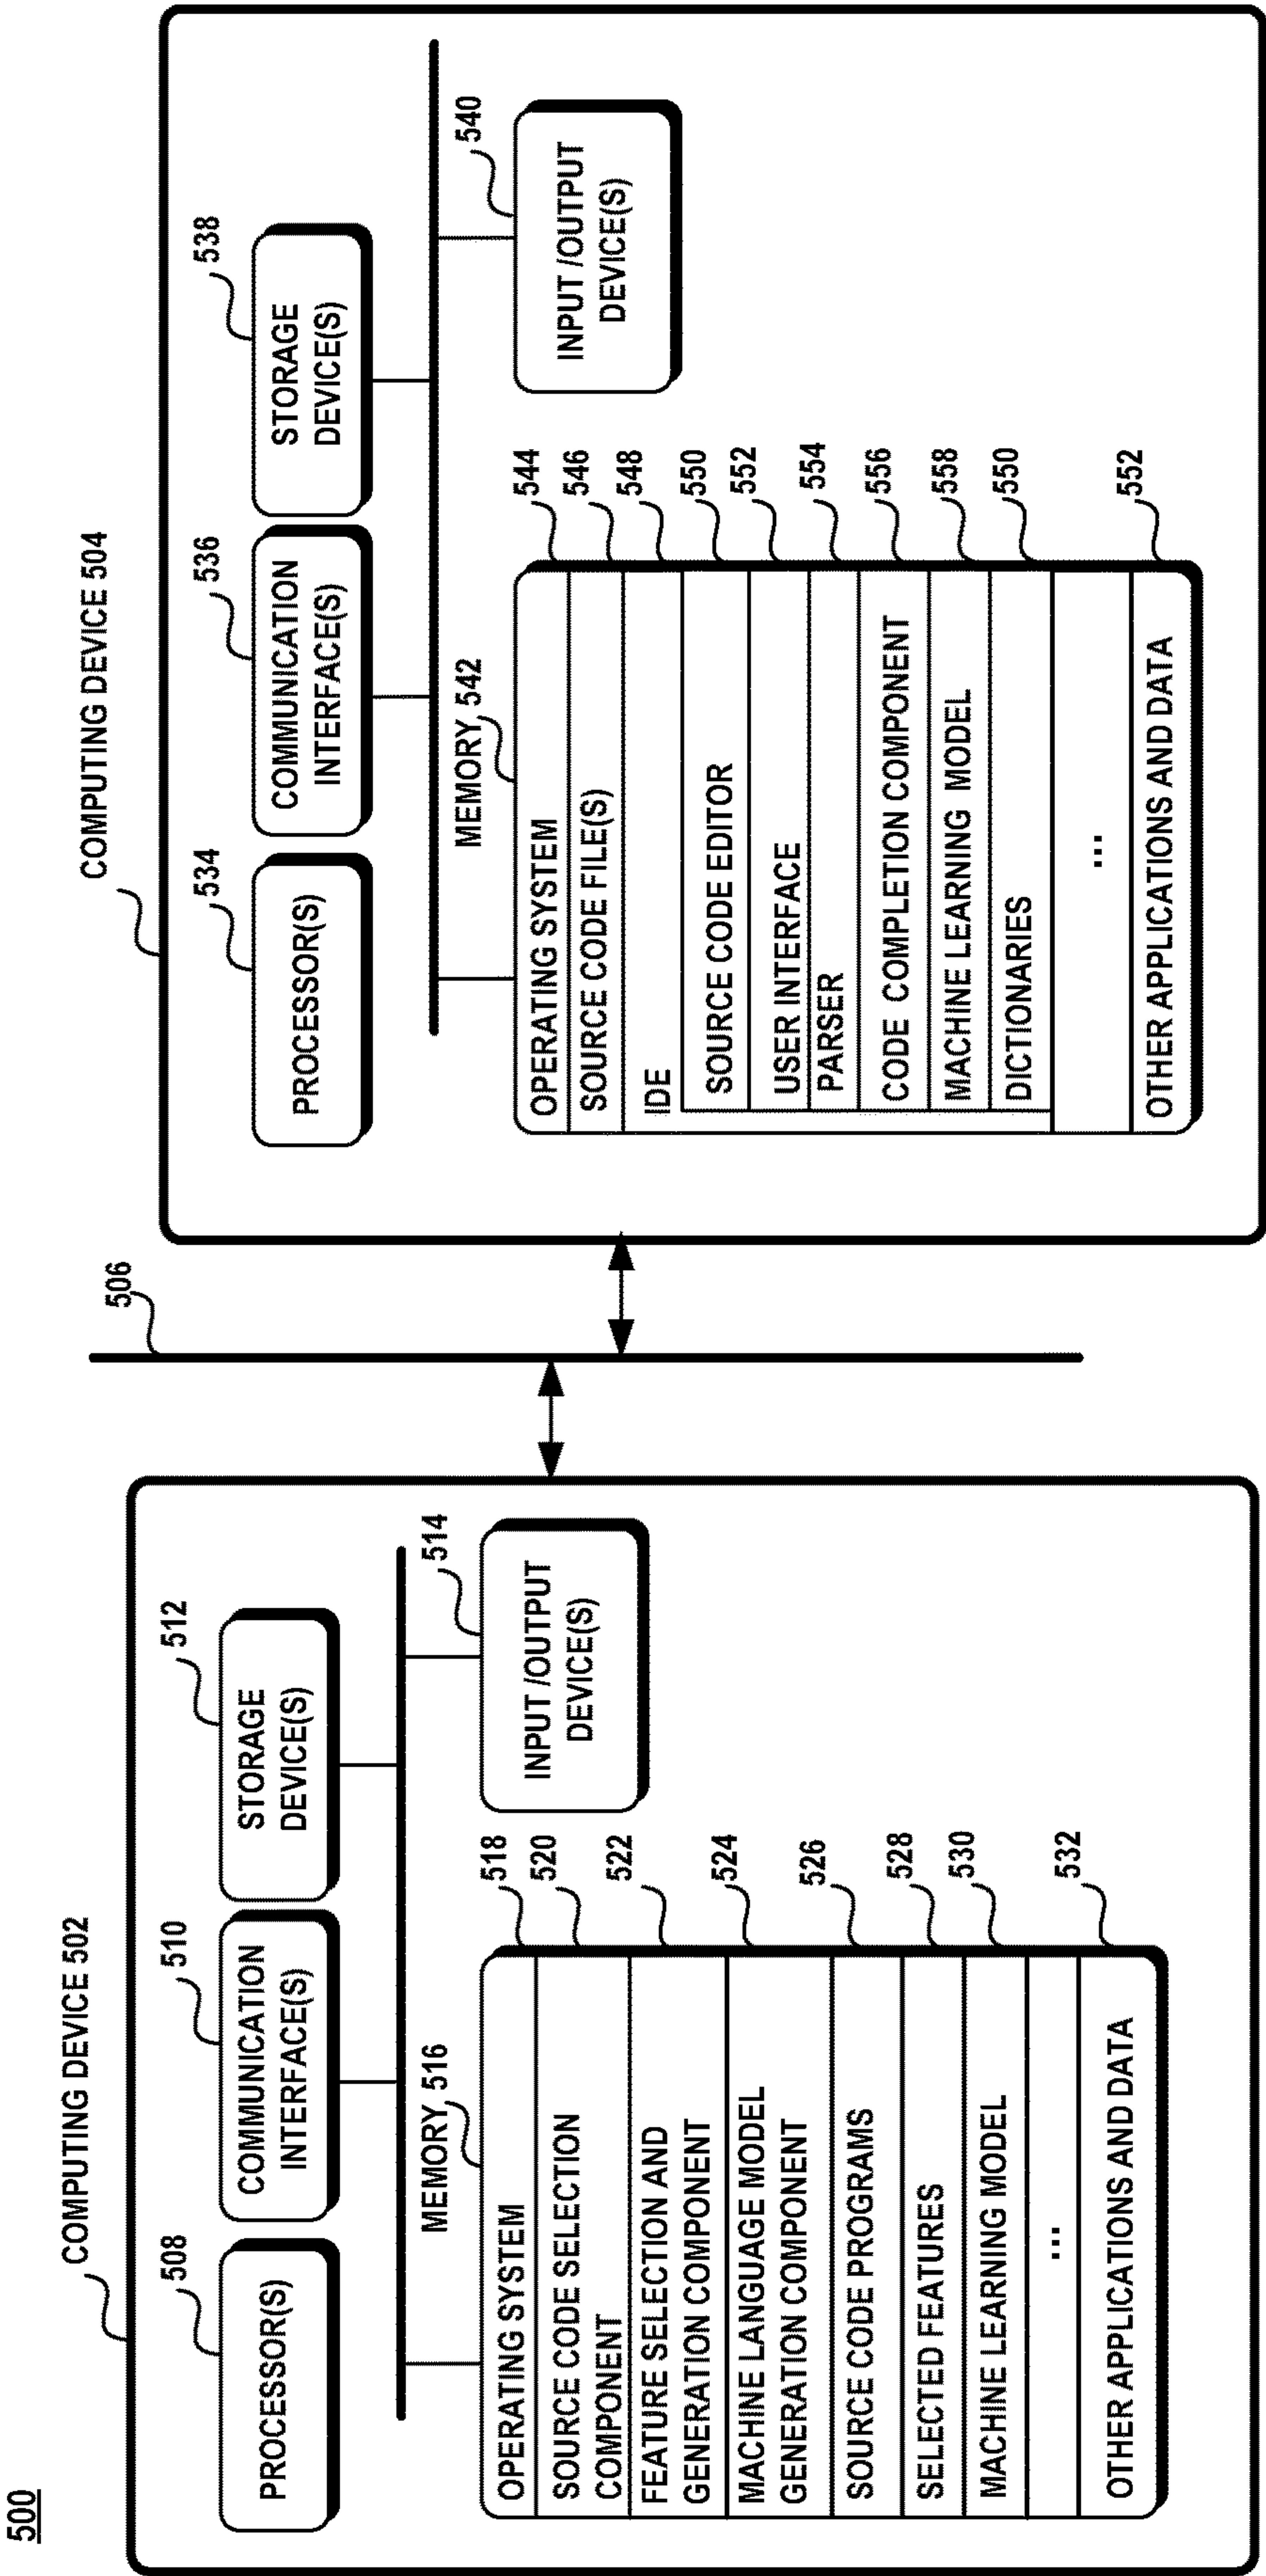 500
COMPUTING DEVICE 502
508
510
512
PROCESSOR(S)
COMMUNICATION
INTERFACE(S)
STORAGE
DEVICE(S)
MEMORY 516
514
INPUT /OUTPUT
DEVICE(S)
OPERATING SYSTEM
518
SOURCE CODE SELECTION
COMPONENT
520
FEATURE SELECTION AND
GENERATION COMPONENT
522
MACHINE LANGUAGE MODEL
GENERATION COMPONENT
524
SOURCE CODE PROGRAMS
526
SELECTED FEATURES
528
MACHINE LEARNING MODEL
530
...
OTHER APPLICATIONS AND DATA
532
506
COMPUTING DEVICE 504
534
536
538
PROCESSOR(S)
COMMUNICATION
INTERFACE(S)
STORAGE
DEVICE(S)
MEMORY 542
540
INPUT /OUTPUT
DEVICE(S)
OPERATING SYSTEM
544
SOURCE CODE FILE(S)
546
IDE
548
SOURCE CODE EDITOR
550
USER INTERFACE
552
PARSER
554
CODE COMPLETION COMPONENT
556
MACHINE LEARNING MODEL
558
DICTIONARIES
550
...
OTHER APPLICATIONS AND DATA
552